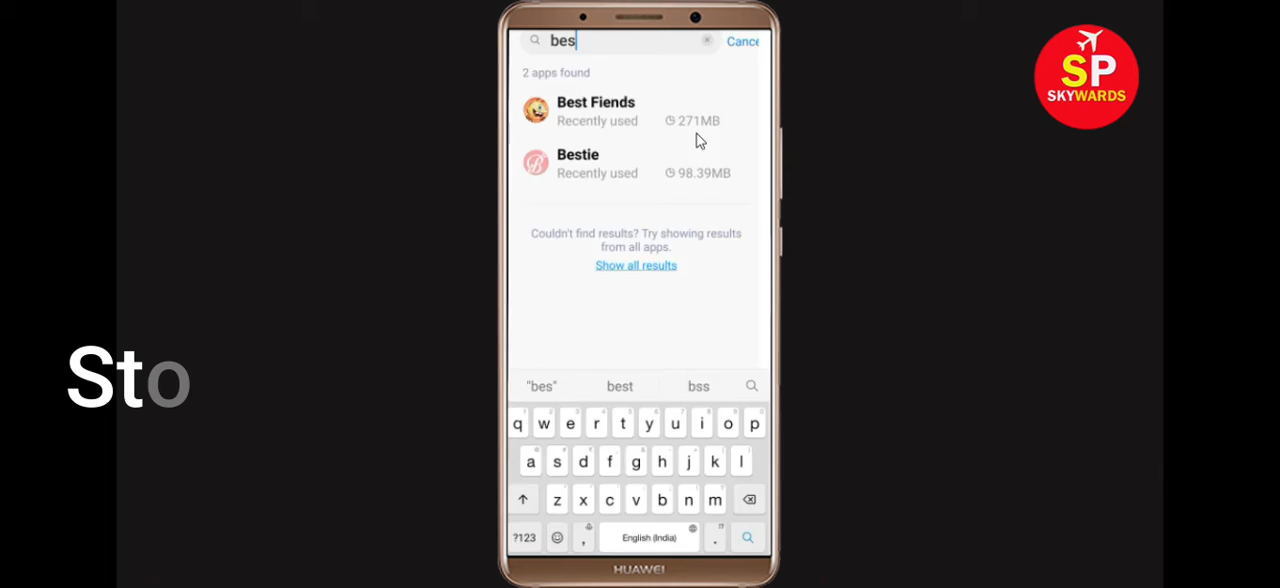 bes
Cance
SP
SKYWARDS
2 apps found
Best Fiends
Recently used 271MB
Bestie
Recently used 98.39MB
Couldn't find results? Try showing results
from all apps.
Show all results
Sto
"bes" best bss
q w e r t y u i o p
a s d f g h j k l
z x c v b n m
?123 , English (India) .
HUAWEI